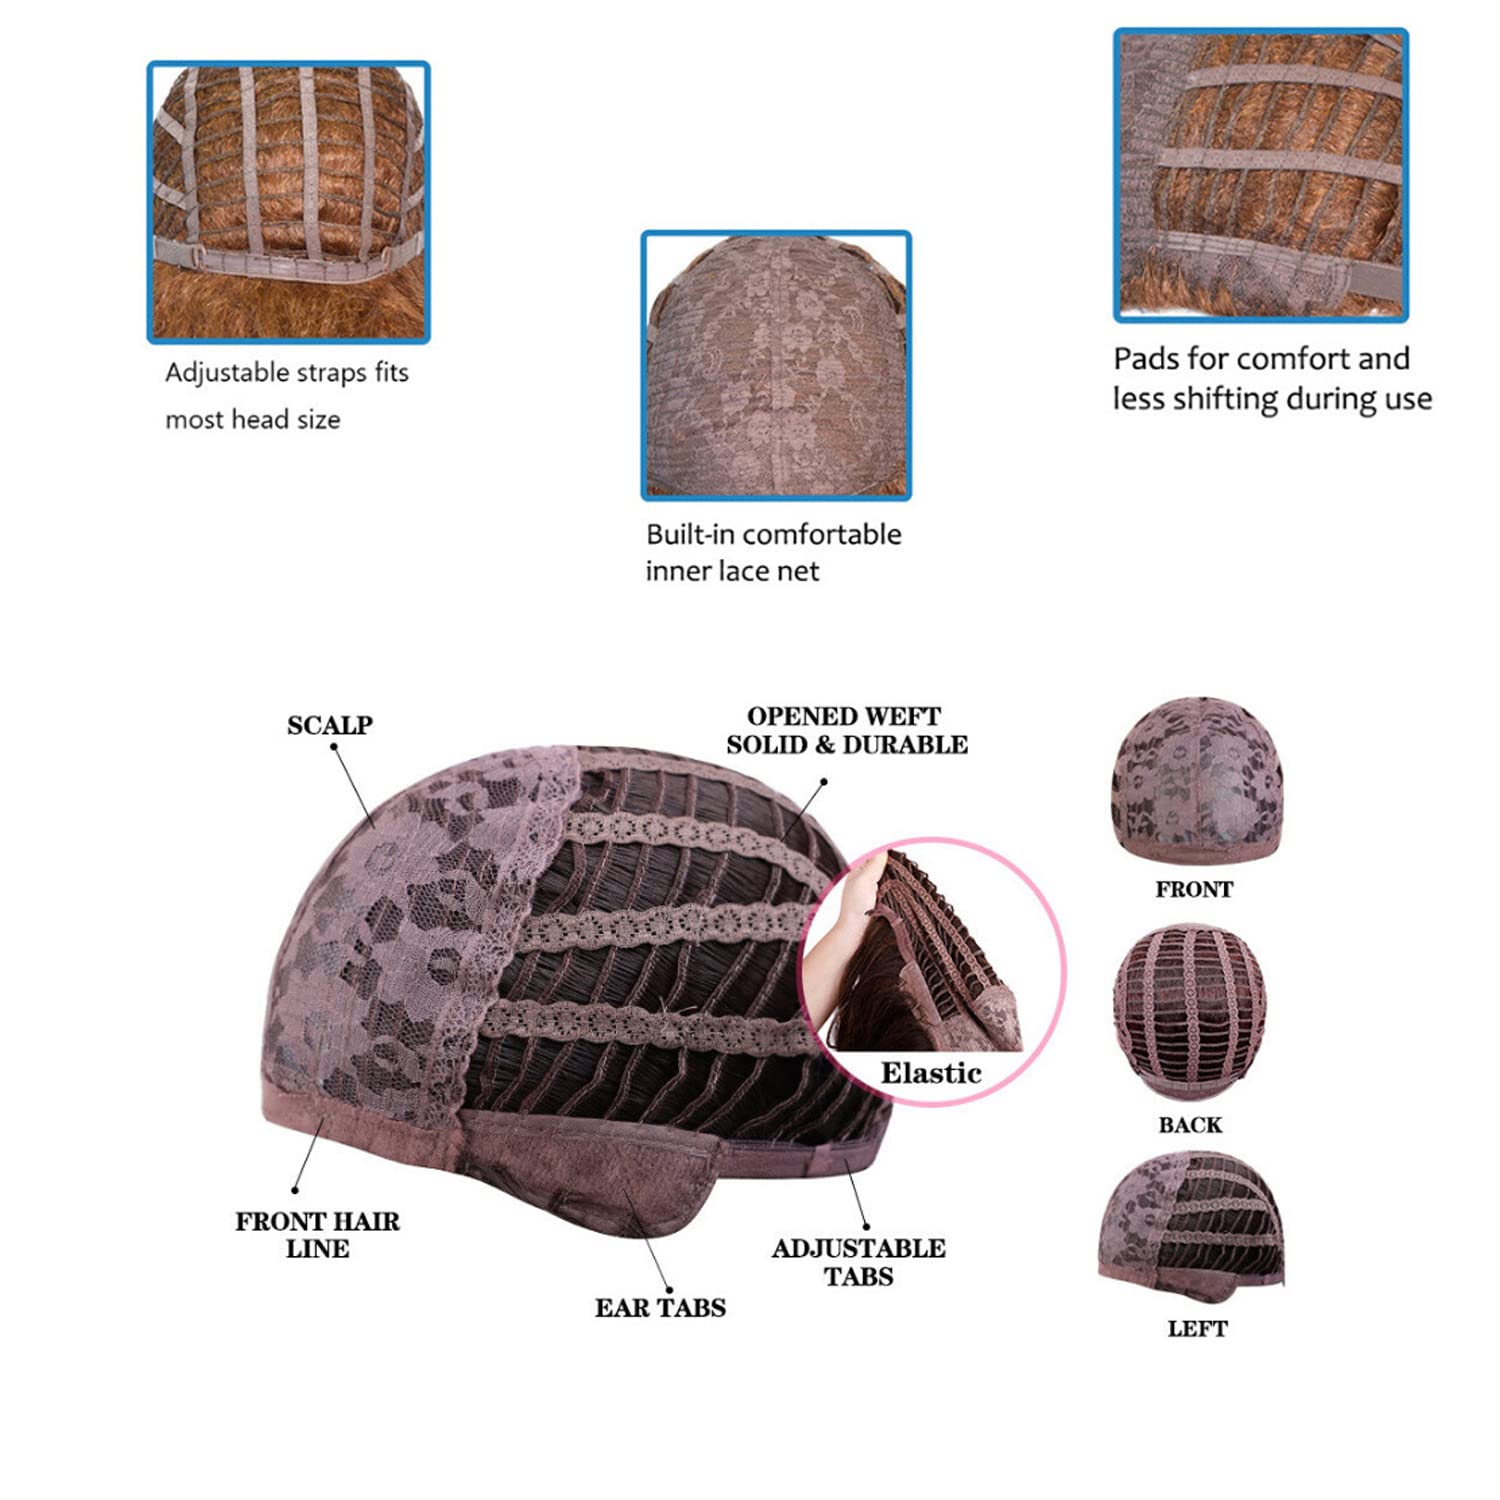 Adjustable straps fits
most head size
Built-in comfortable
inner lace net
Pads for comfort and
less shifting during use
SCALP
OPENED WEFT
SOLID & DURABLE
Elastic
FRONT HAIR
LINE
EAR TABS
ADJUSTABLE
TABS
FRONT
BACK
LEFT